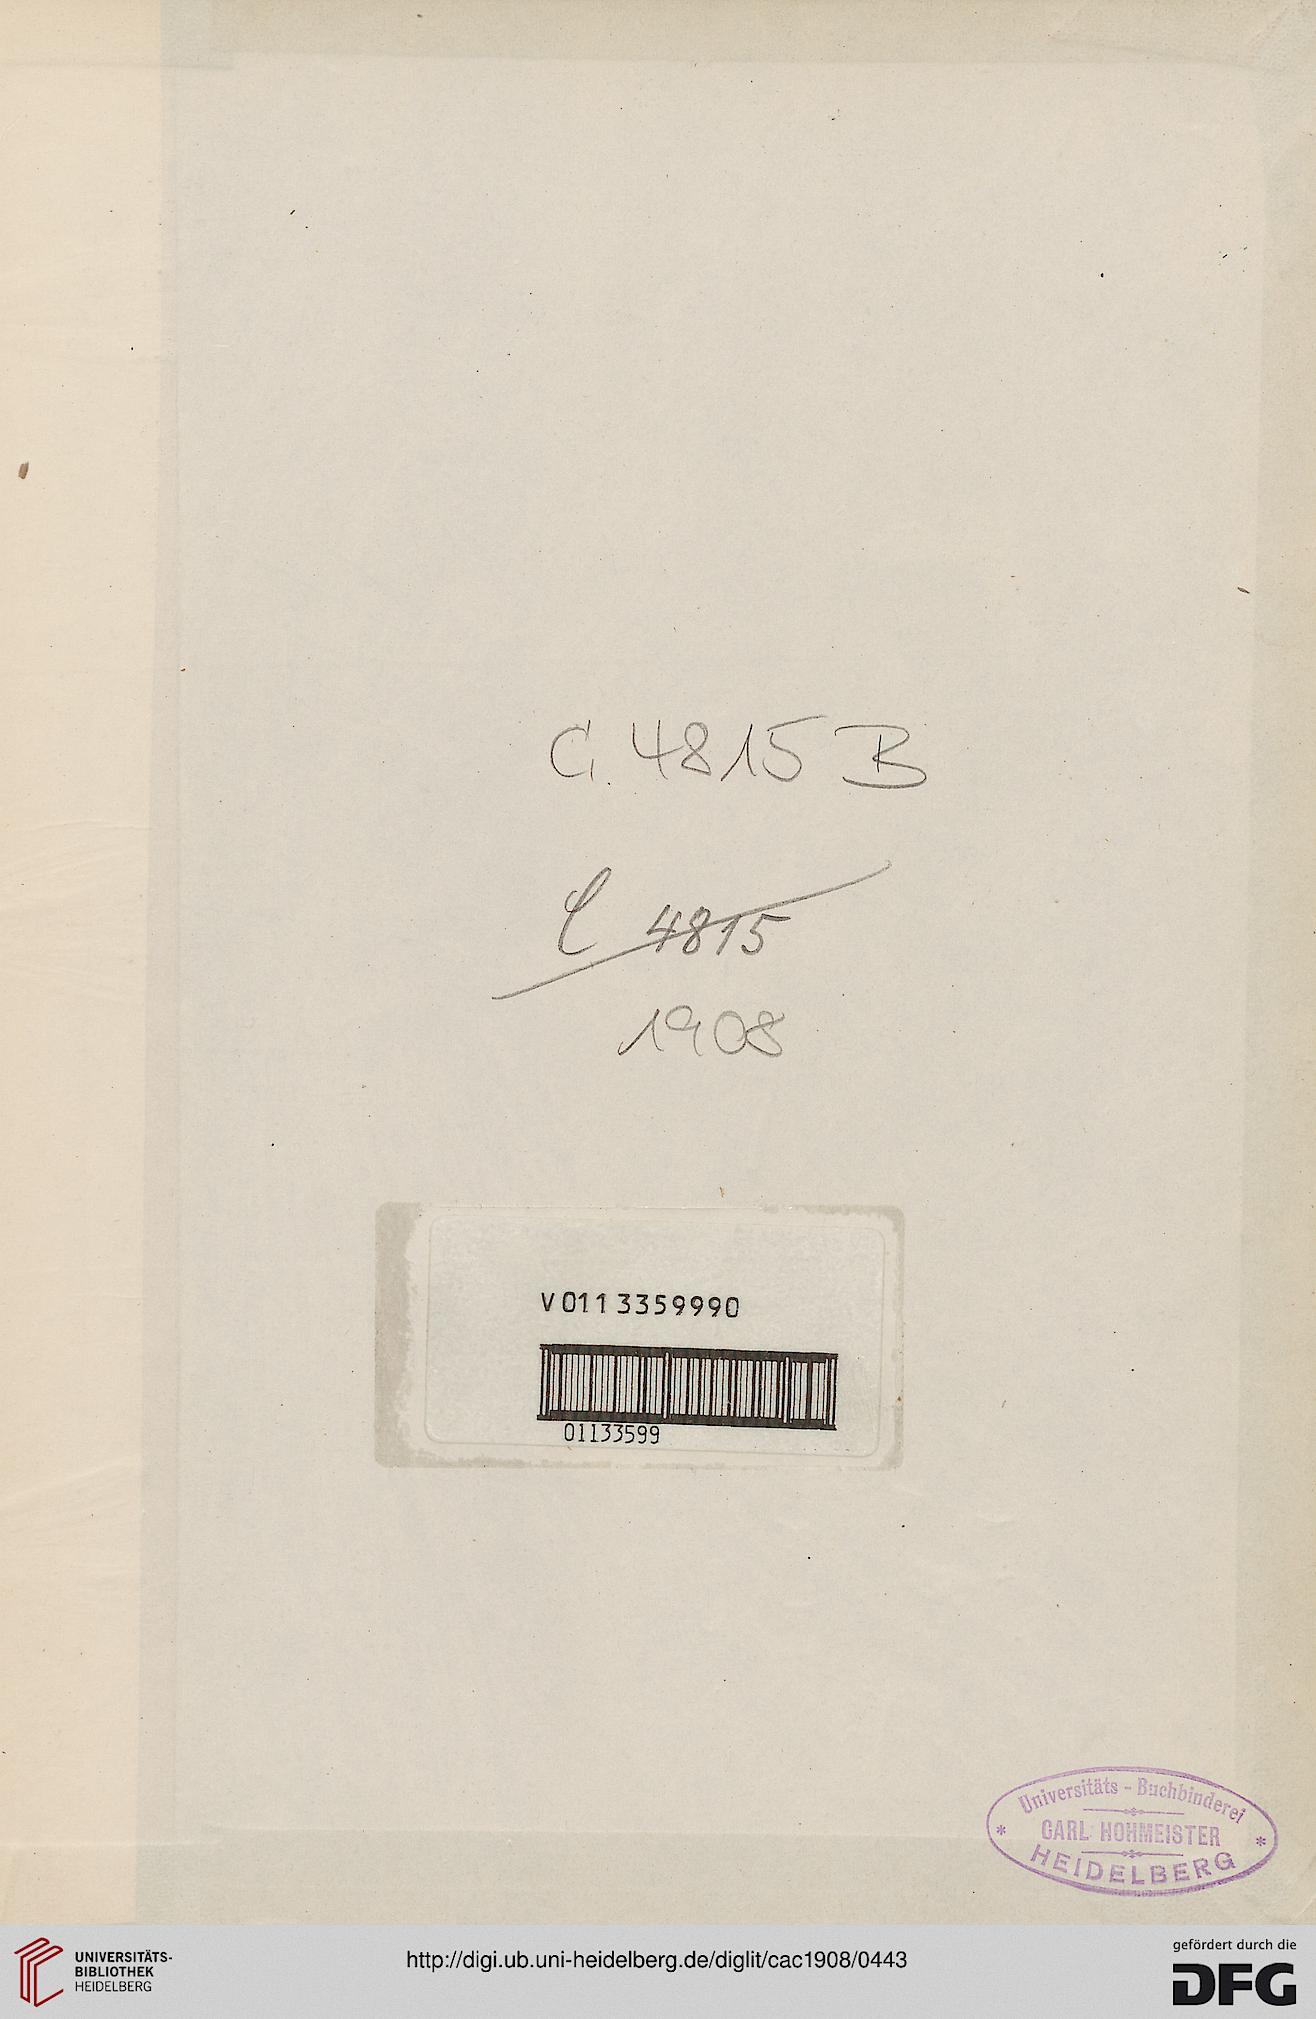 C. 4815 B
C 4815
1908
V0113359990
01133599
Universitäts - Buchbinderei
CARL HOHMEISTER
HEIDELBERG
UNIVERSITÄTS-
BIBLIOTHEK
HEIDELBERG
http://digi.ub.uni-heidelberg.de/diglit/cac1908/0443
gefördert durch die
DFG